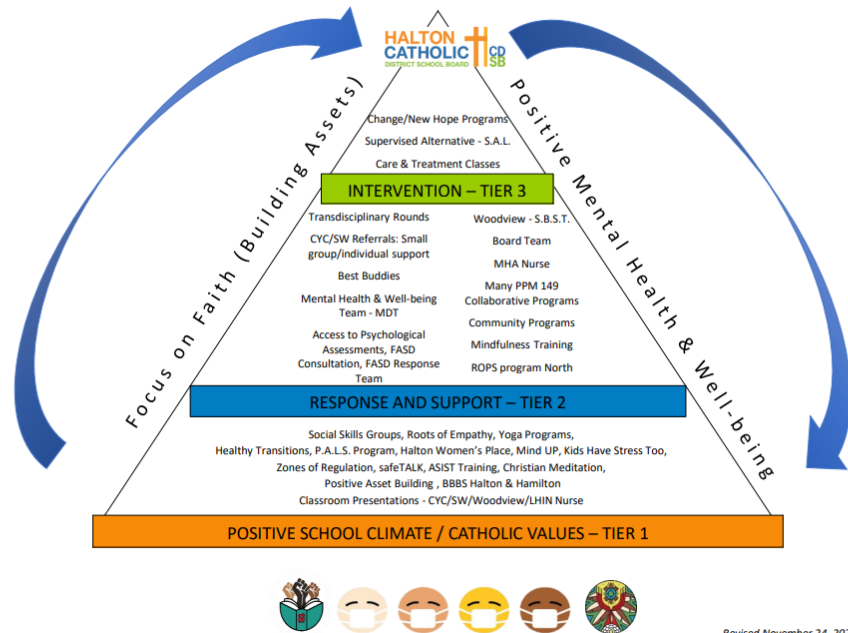 HALTON
CATHOLIC
DISTRICT SCHOOL BOARD
CD
SB
Focus on Faith (Building Assets)
Positive Mental Health & Well-being
Change/New Hope Programs
Supervised Alternative - S.A.L.
Care & Treatment Classes
INTERVENTION – TIER 3
Transdisciplinary Rounds
CYC/SW Referrals: Small
group/individual support
Best Buddies
Mental Health & Well-being
Team - MDT
Access to Psychological
Assessments, FASD
Consultation, FASD Response
Team
Woodview - S.B.S.T.
Board Team
MHA Nurse
Many PPM 149
Collaborative Programs
Community Programs
Mindfulness Training
ROPS program North
RESPONSE AND SUPPORT – TIER 2
Social Skills Groups, Roots of Empathy, Yoga Programs,
Healthy Transitions, P.A.L.S. Program, Halton Women's Place, Mind UP, Kids Have Stress Too,
Zones of Regulation, safeTALK, ASIST Training, Christian Meditation,
Positive Asset Building , BBBS Halton & Hamilton
Classroom Presentations - CYC/SW/Woodview/LHIN Nurse
POSITIVE SCHOOL CLIMATE / CATHOLIC VALUES – TIER 1
Revised November 24,